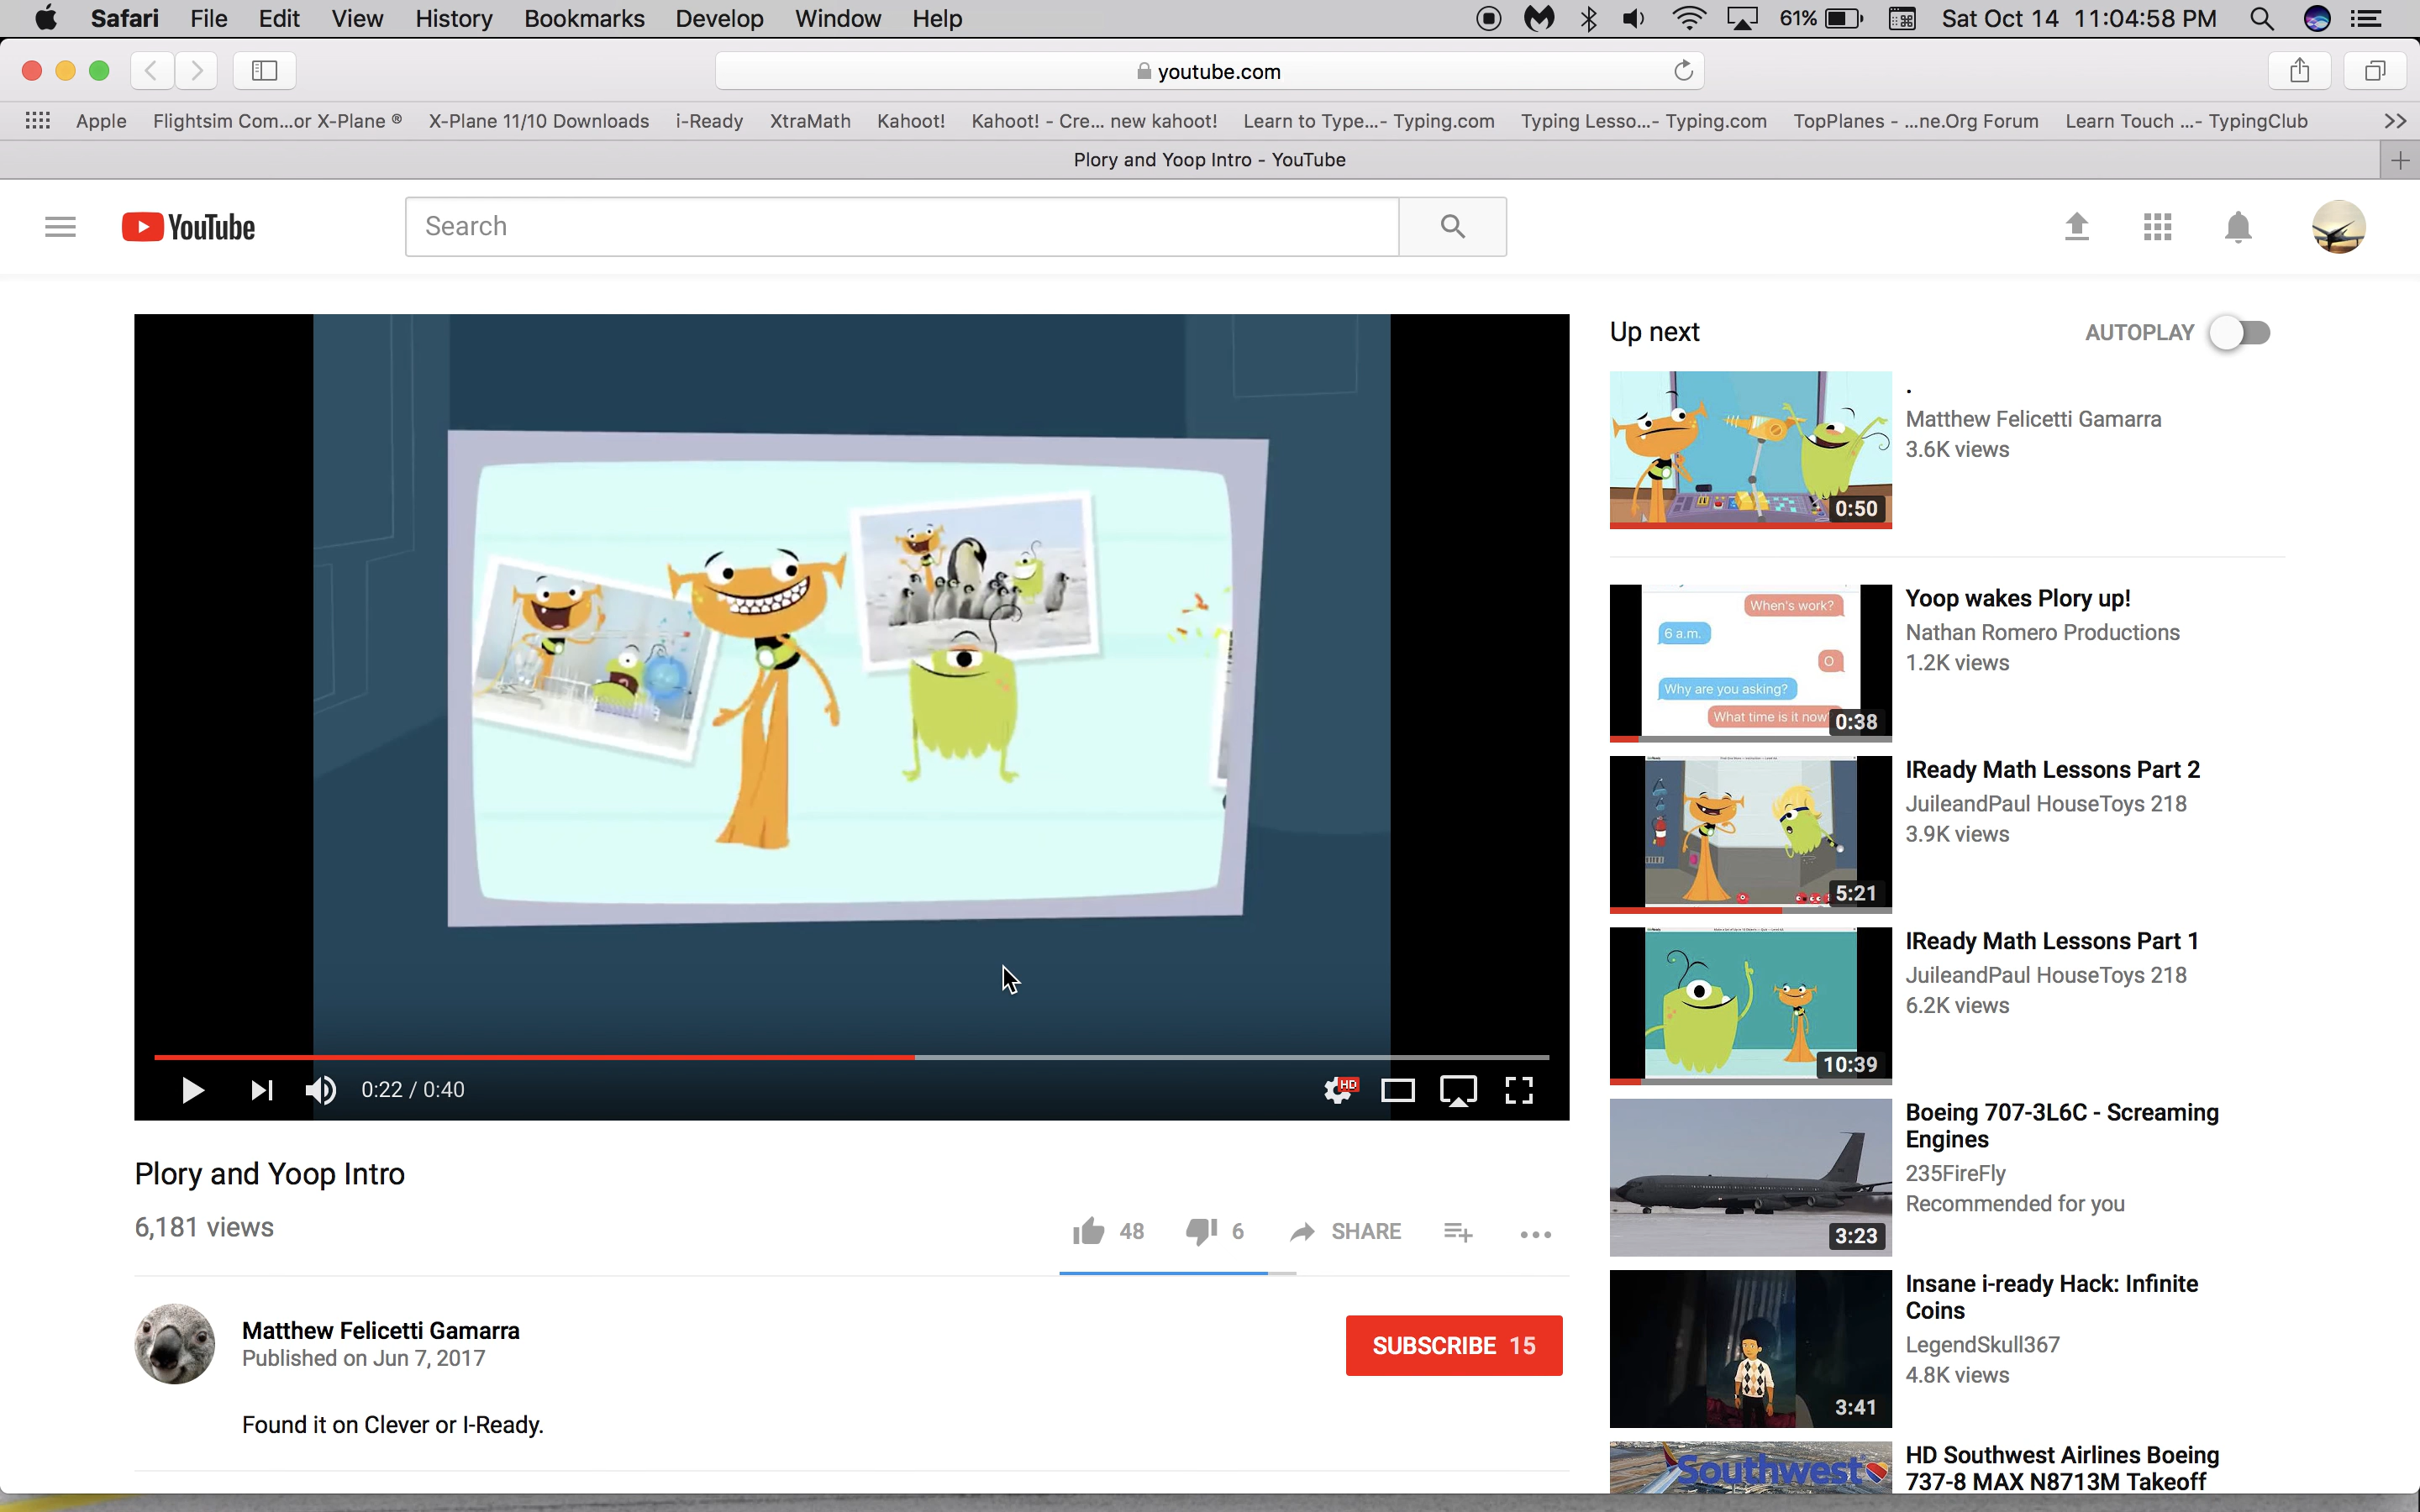 Safari File Edit View History Bookmarks Develop Window Help 61% Sat Oct 14 11:04:58 PM
youtube.com
Apple Flightsim Com...or X-Plane ® X-Plane 11/10 Downloads i-Ready XtraMath Kahoot! Kahoot! - Cre... new kahoot! Learn to Type...- Typing.com Typing Lesso...- Typing.com TopPlanes - ...ne.Org Forum Learn Touch ...- TypingClub >>
Plory and Yoop Intro - YouTube
YouTube
Search
0:22 / 0:40
HD
Plory and Yoop Intro
6,181 views
48 6 SHARE
Matthew Felicetti Gamarra
Published on Jun 7, 2017
SUBSCRIBE 15
Found it on Clever or I-Ready.
Up next
AUTOPLAY
.
Matthew Felicetti Gamarra
3.6K views
0:50
When's work?
6 a.m.
O
Why are you asking?
What time is it now
0:38
Yoop wakes Plory up!
Nathan Romero Productions
1.2K views
5:21
IReady Math Lessons Part 2
JuileandPaul HouseToys 218
3.9K views
10:39
IReady Math Lessons Part 1
JuileandPaul HouseToys 218
6.2K views
3:23
Boeing 707-3L6C - Screaming
Engines
235FireFly
Recommended for you
3:41
Insane i-ready Hack: Infinite
Coins
LegendSkull367
4.8K views
Southwest
HD Southwest Airlines Boeing
737-8 MAX N8713M Takeoff